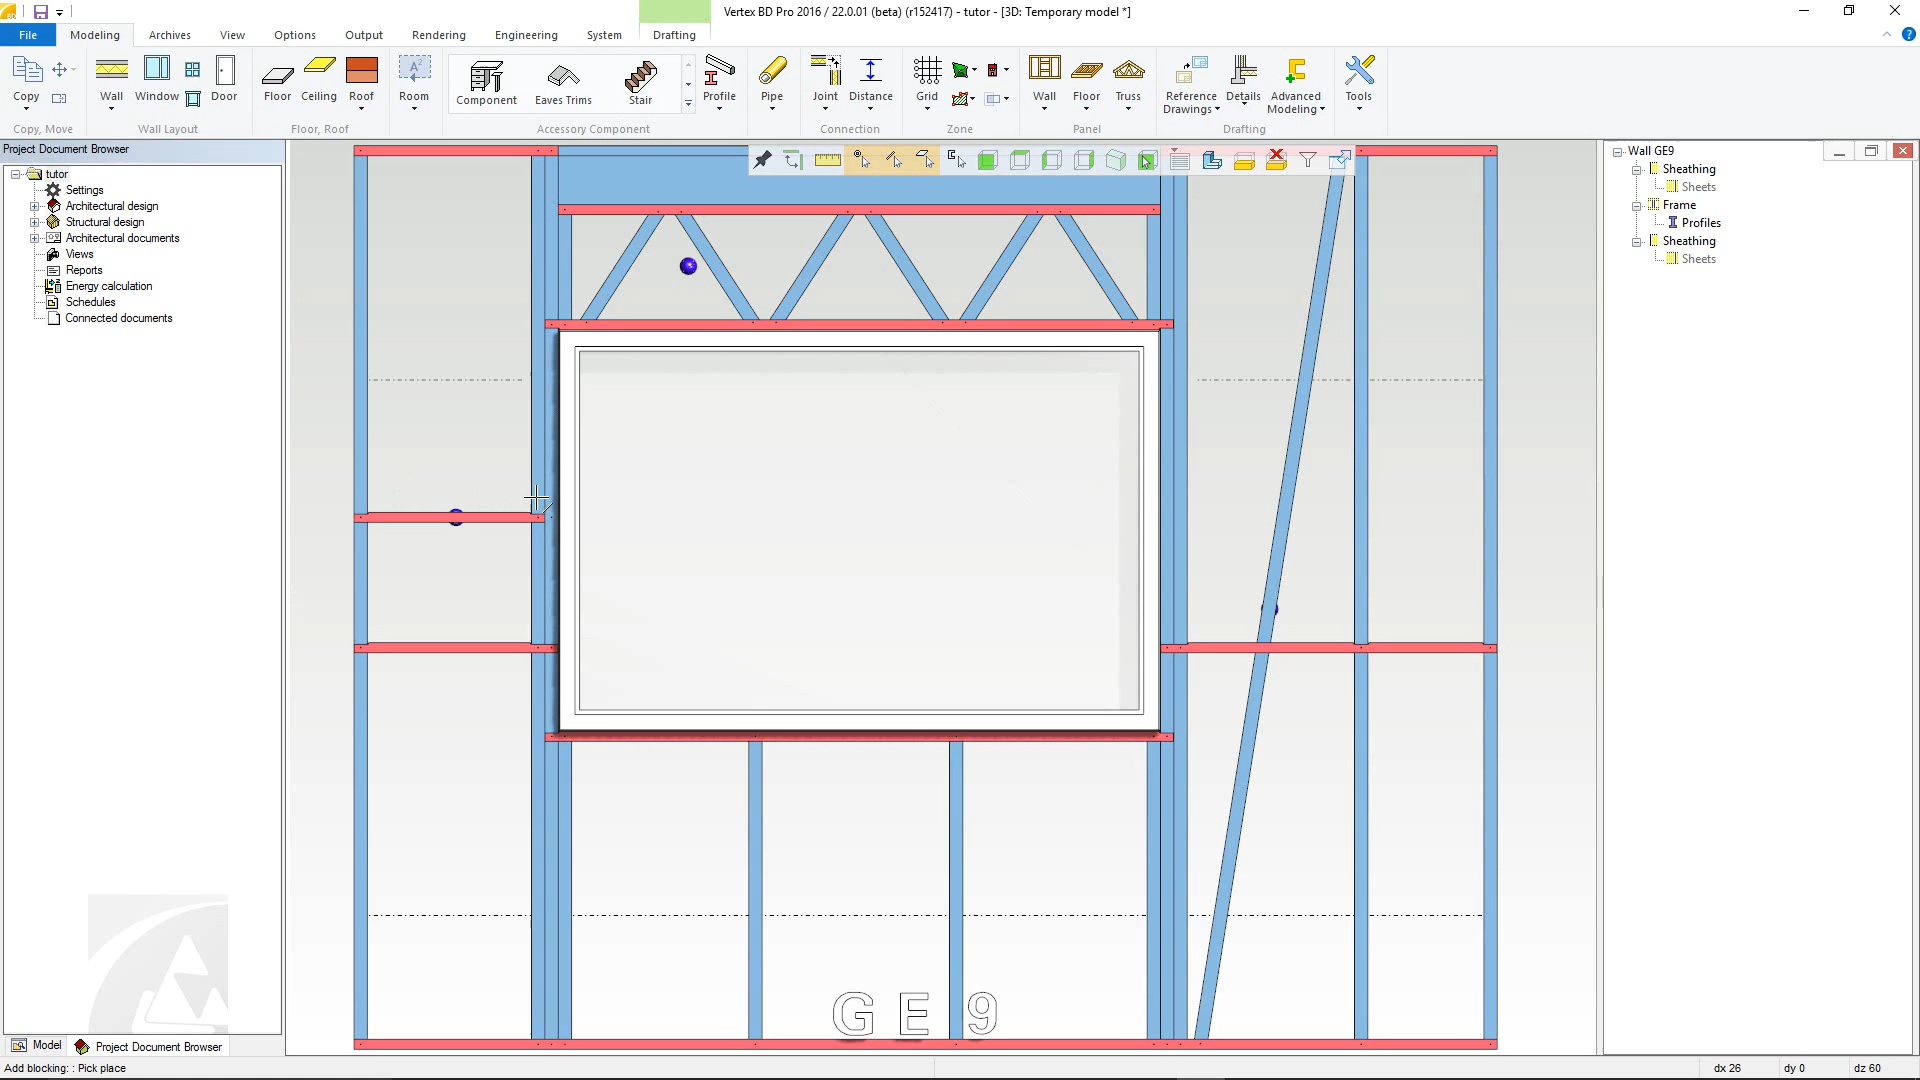 Vertex BD Pro 2016 / 22.0.01 (beta) (r152417) - tutor - [3D: Temporary model *]
File Modeling Archives View Options Output Rendering Engineering System Drafting
Copy Wall Window Door Floor Ceiling Roof Room Component Eaves Trims Stair Profile Pipe Joint Distance Grid Wall Floor Truss Reference Drawings Details Advanced Modeling Tools
Copy, Move Wall Layout Floor, Roof Accessory Component Connection Zone Panel Drafting
Project Document Browser
tutor
Settings
Architectural design
Structural design
Architectural documents
Views
Reports
Energy calculation
Schedules
Connected documents
Wall GE9
Sheathing
Sheets
Frame
Profiles
Sheathing
Sheets
GE 9
Model Project Document Browser
Add blocking: : Pick place
dx 26 dy 0 dz 60